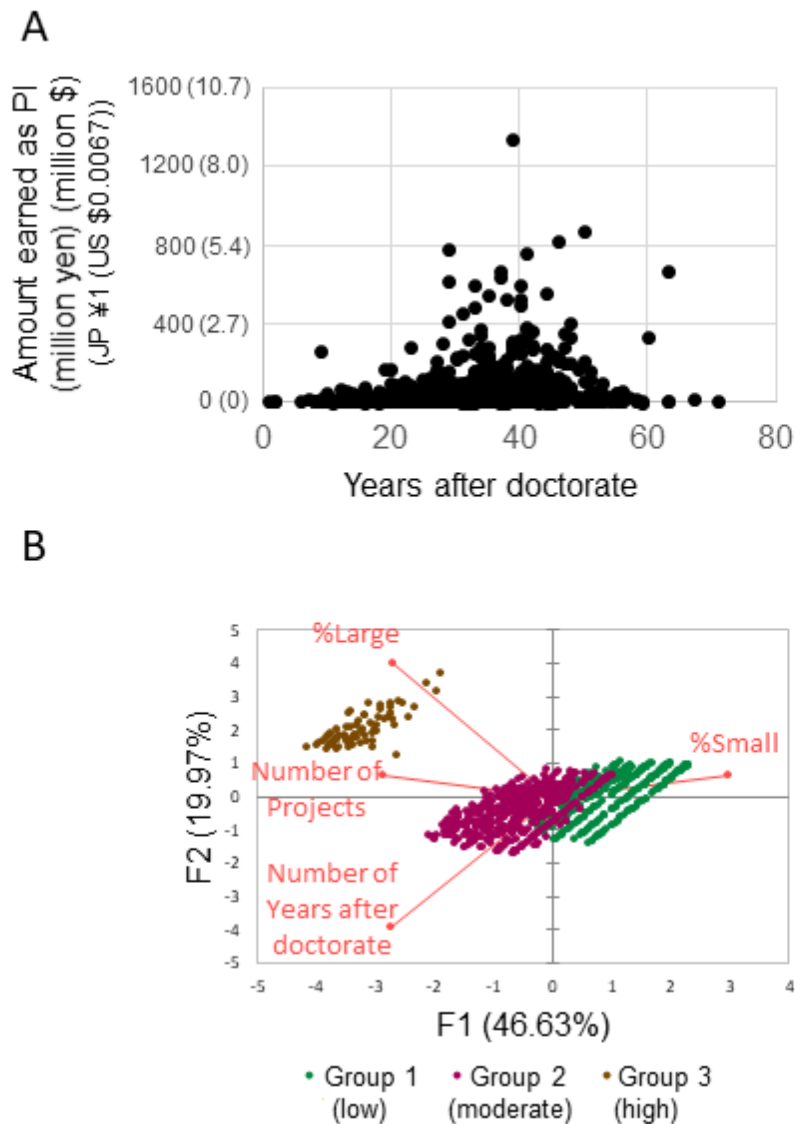 A
Amount earned as PI
(million yen) (million $)
(JP ¥1 (US $0.0067))
1600 (10.7)
1200 (8.0)
800 (5.4)
400 (2.7)
0 (0)
0 20 40 60 80
Years after doctorate
B
F2 (19.97%)
5
4
3
2
1
0
-1
-2
-3
-4
-5
%Large
%Small
Number of
Projects
Number of
Years after
doctorate
-5 -4 -3 -2 -1 0 1 2 3 4
F1 (46.63%)
Group 1 Group 2 Group 3
(low) (moderate) (high)